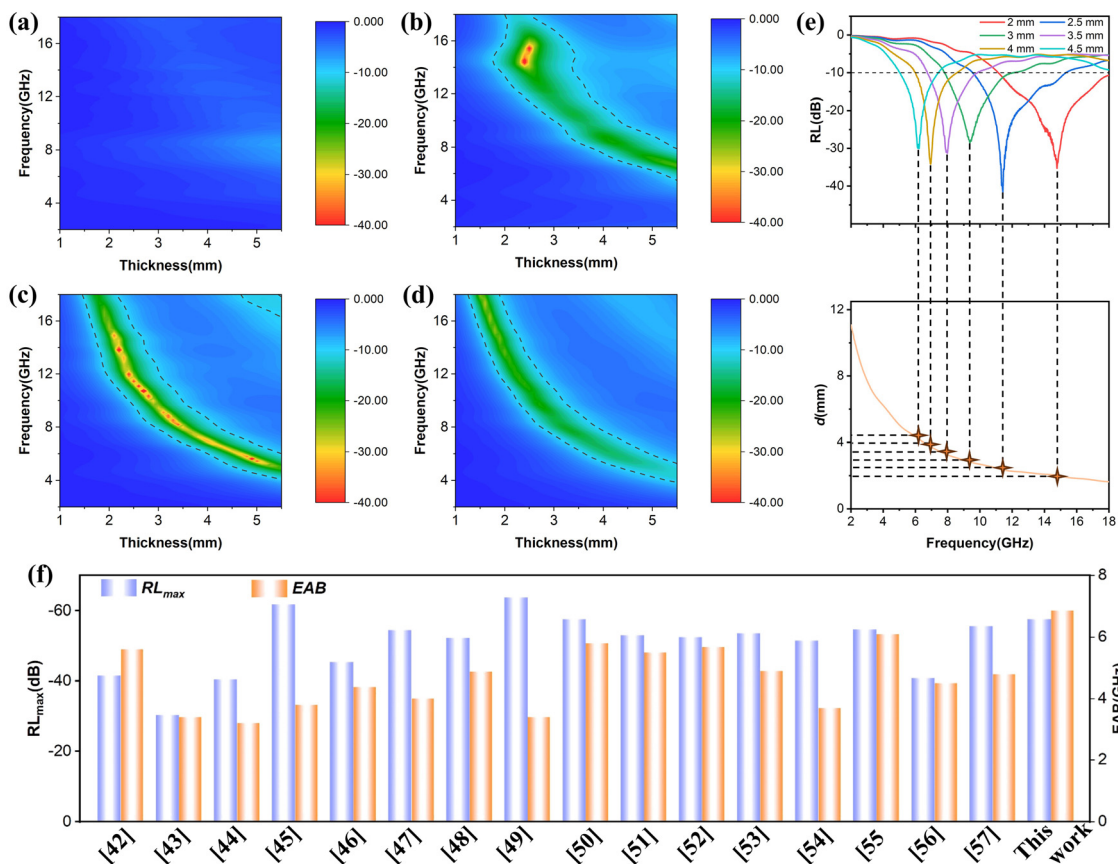 (a)
Frequency(GHz)
16
12
8
4
1 2 3 4 5
Thickness(mm)
0.000
-10.00
-20.00
-30.00
-40.00
(b)
Frequency(GHz)
16
12
8
4
1 2 3 4 5
Thickness(mm)
0.000
-10.00
-20.00
-30.00
-40.00
(c)
Frequency(GHz)
16
12
8
4
1 2 3 4 5
Thickness(mm)
0.000
-10.00
-20.00
-30.00
-40.00
(d)
Frequency(GHz)
16
12
8
4
1 2 3 4 5
Thickness(mm)
0.000
-10.00
-20.00
-30.00
-40.00
(e)
2 mm 2.5 mm
3 mm 3.5 mm
4 mm 4.5 mm
RL(dB)
0
-10
-20
-30
-40
d(mm)
12
8
4
0
2 4 6 8 10 12 14 16 18
Frequency(GHz)
(f)
RLmax EAB
RLmax(dB)
-60
-40
-20
0
8
6
4
2
0
EAB(GHz)
[42] [43] [44] [45] [46] [47] [48] [49] [50] [51] [52] [53] [54] [55 [56] [57] This work